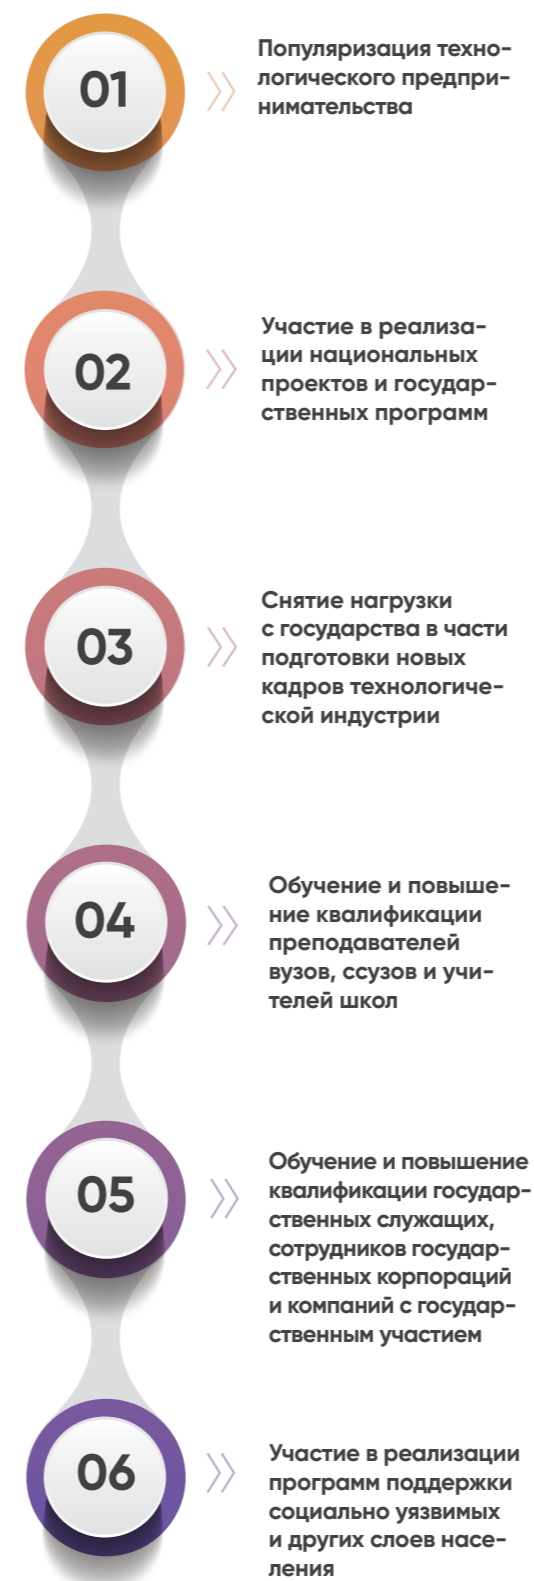 01
Популяризация техно-
логического предпри-
нимательства
02
Участие в реализа-
ции национальных
проектов и государ-
ственных программ
03
Снятие нагрузки
с государства в части
подготовки новых
кадров технологиче-
ской индустрии
04
Обучение и повыше-
ние квалификации
преподавателей
вузов, ссузов и учи-
телей школ
05
Обучение и повышение
квалификации государ-
ственных служащих,
сотрудников государ-
ственных корпораций
и компаний с государ-
ственным участием
06
Участие в реализации
программ поддержки
социально уязвимых
и других слоев насе-
ления